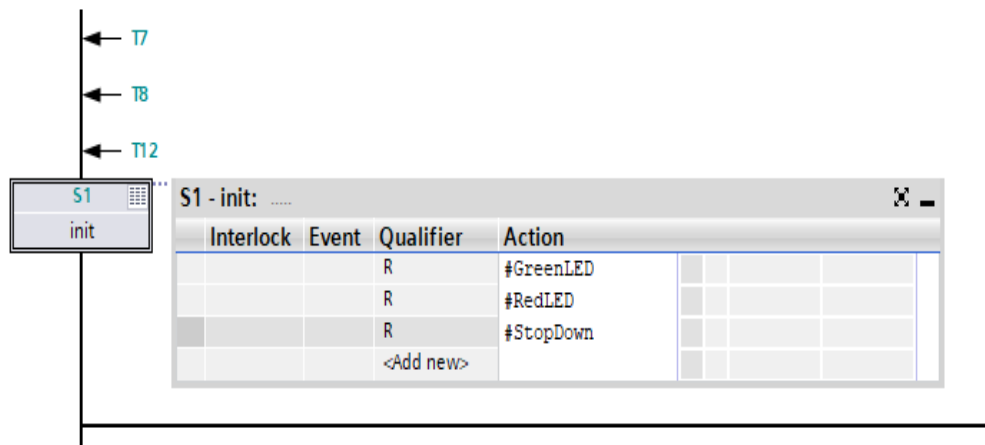 T7
T8
T12
S1
init
S1 - init: .....
Interlock Event Qualifier Action
R #GreenLED
R #RedLED
R #StopDown
<Add new>